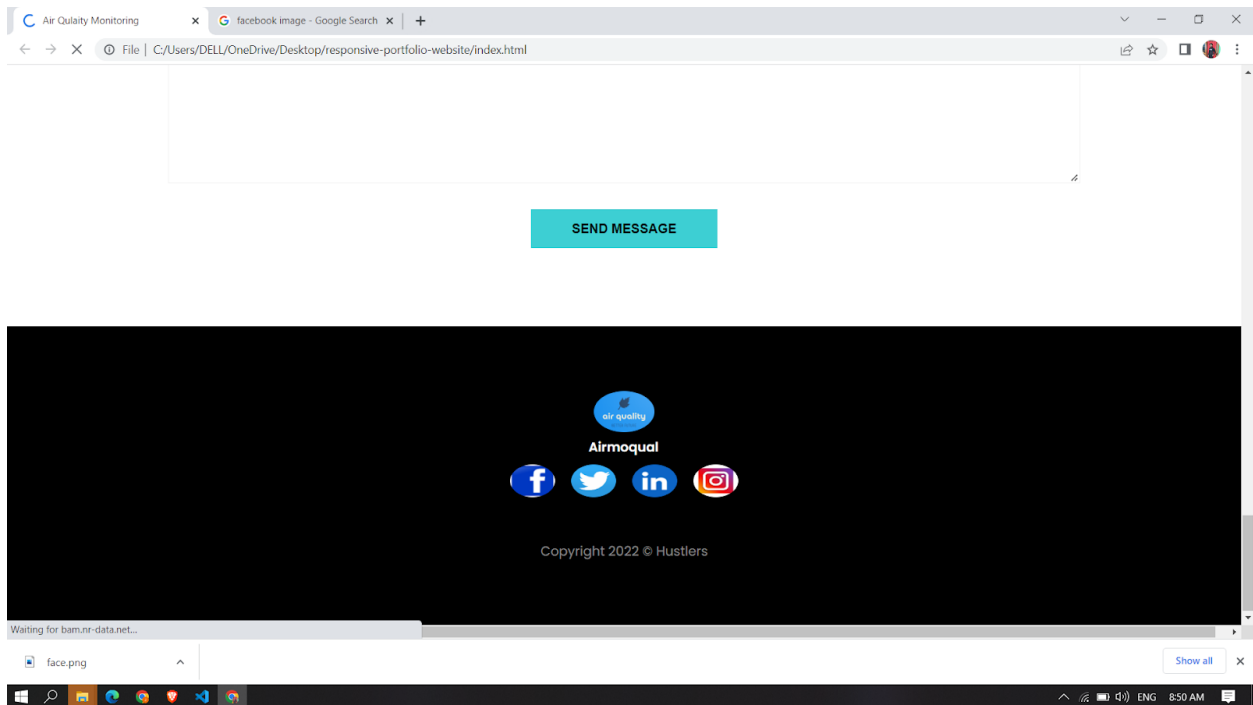 Air Qulaity Monitoring
facebook image - Google Search
File | C:/Users/DELL/OneDrive/Desktop/responsive-portfolio-website/index.html
SEND MESSAGE
air quality
Airmoqual
f
in
Copyright 2022 © Hustlers
Waiting for bam.nr-data.net...
face.png
Show all
ENG 8:50 AM